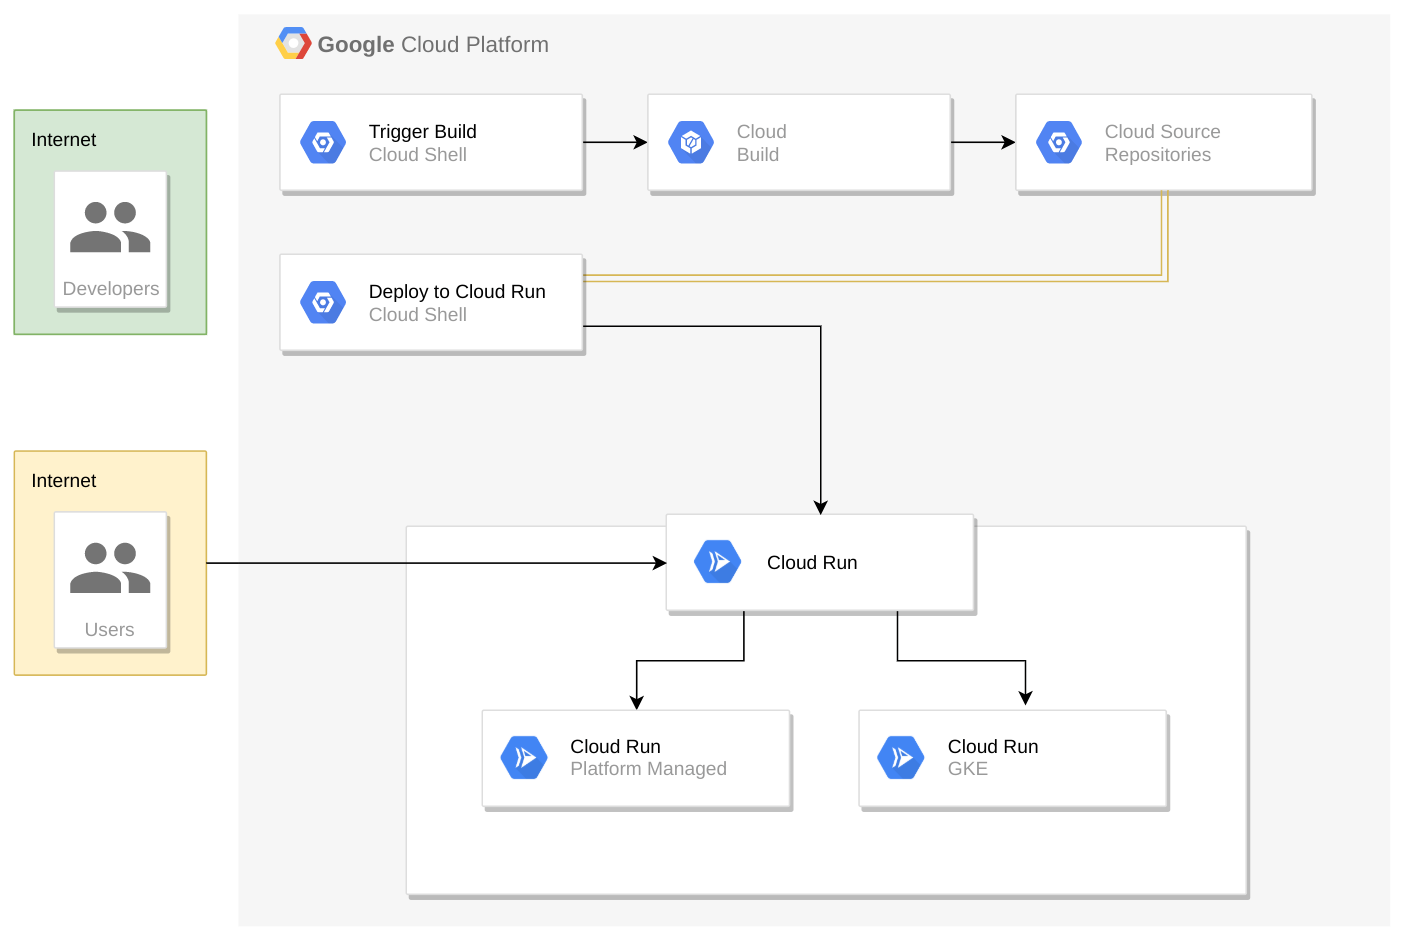 Google Cloud Platform
Internet
Developers
Trigger Build
Cloud Shell
Cloud
Build
Cloud Source
Repositories
Deploy to Cloud Run
Cloud Shell
Internet
Users
Cloud Run
Cloud Run
Platform Managed
Cloud Run
GKE